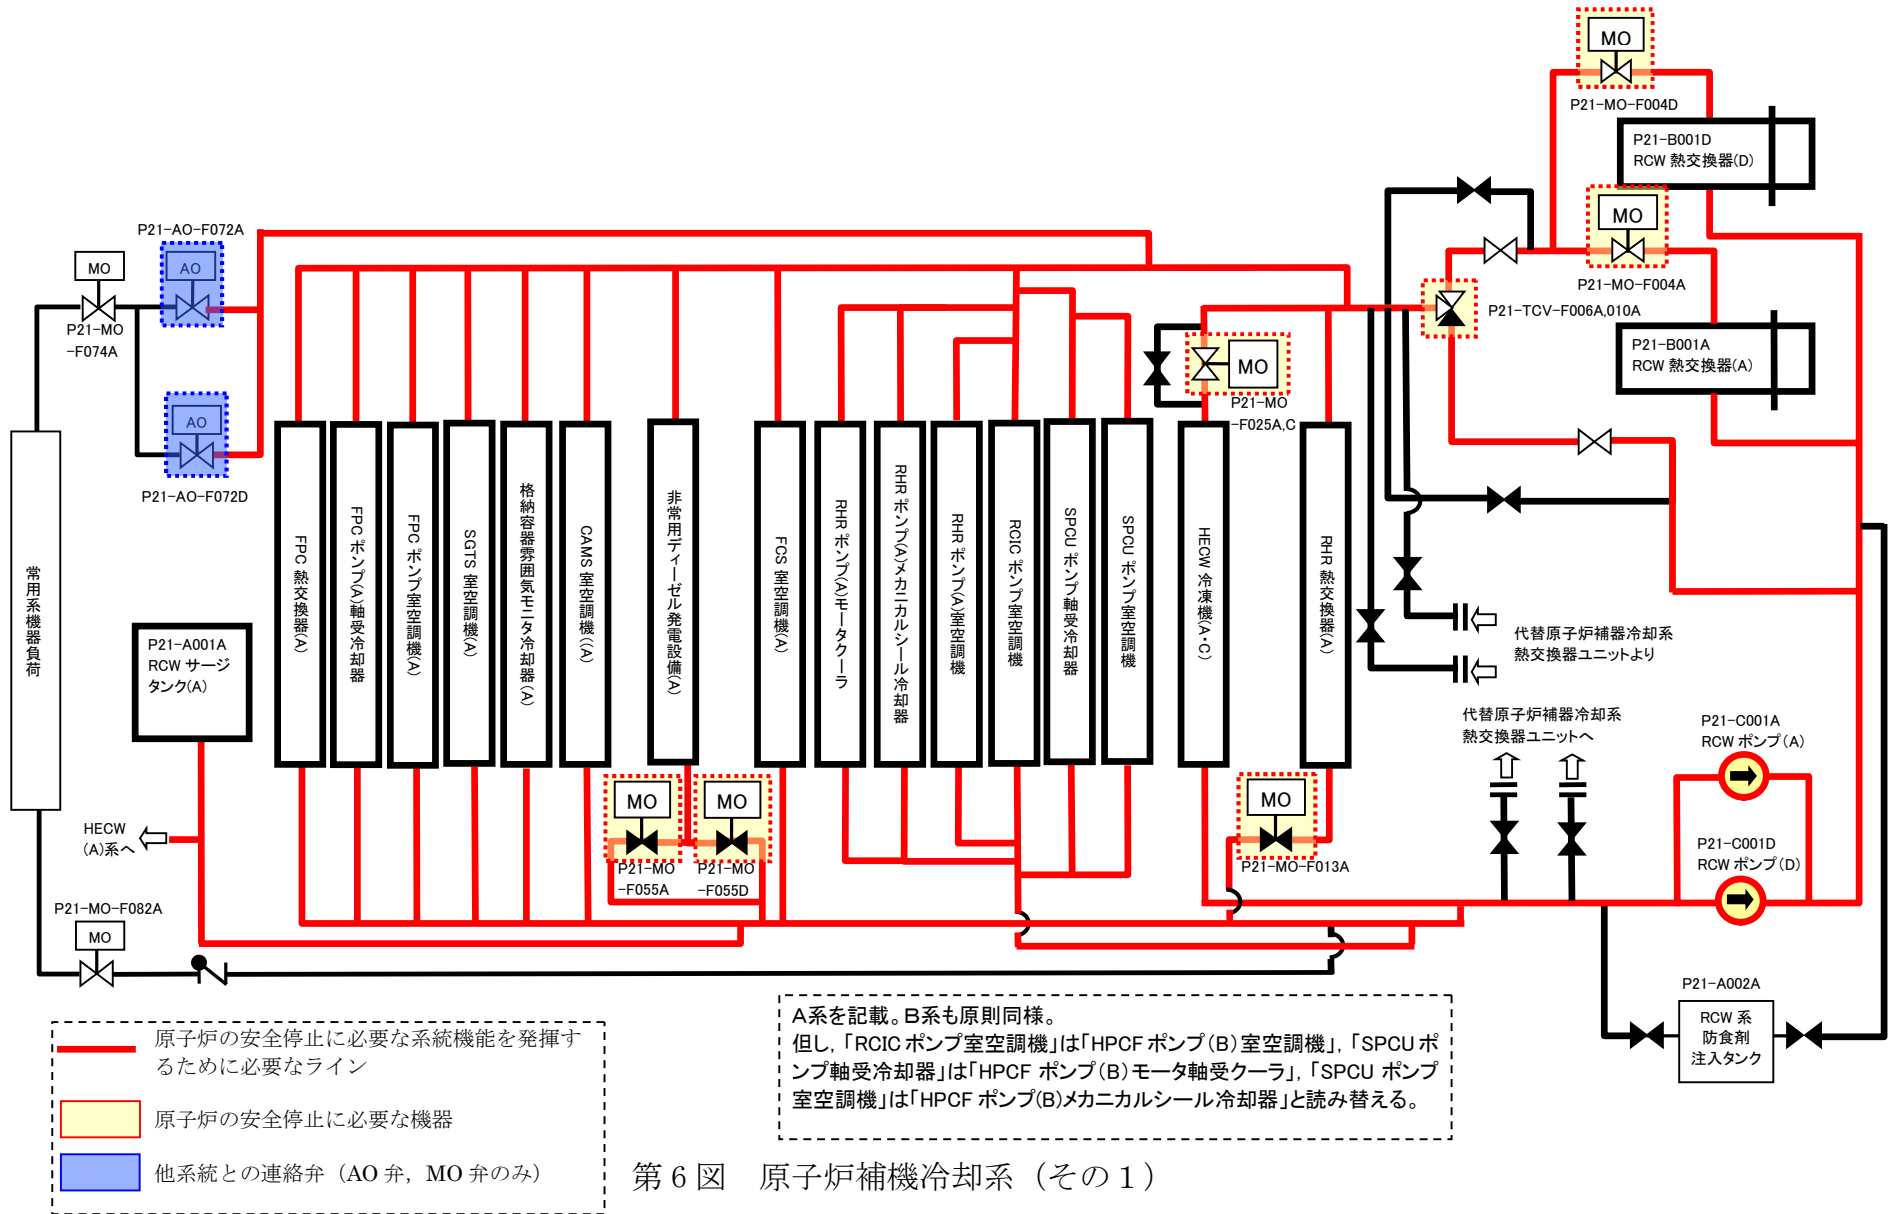 MO
P21-MO-F004D
P21-B001D
RCW 熱交換器(D)
MO
P21-MO-F004A
P21-TCV-F006A,010A
P21-B001A
RCW 熱交換器(A)
P21-AO-F072A
AO
MO
P21-MO
-F074A
AO
P21-AO-F072D
MO
P21-MO
-F025A,C
常用系機器負荷
FPC 熱交換器(A)
FPC ポンプ(A)軸受冷却器
FPC ポンプ室空調機(A)
SGTS 室空調機(A)
格納容器雰囲気モニタ冷却器(A)
CAMS 室空調機((A)
非常用ディーゼル発電設備(A)
FCS 室空調機(A)
RHR ポンプ(A)モータクーラ
RHR ポンプ(A)メカニカルシール冷却器
RHR ポンプ(A)室空調機
RCIC ポンプ室空調機
SPCU ポンプ軸受冷却器
SPCU ポンプ室空調機
HECW 冷凍機(A・C)
RHR 熱交換器(A)
P21-A001A
RCW サージ
タンク(A)
代替原子炉補器冷却系
熱交換器ユニットより
代替原子炉補器冷却系
熱交換器ユニットへ
P21-C001A
RCW ポンプ(A)
P21-C001D
RCW ポンプ(D)
MO
P21-MO
-F055A
MO
P21-MO
-F055D
MO
P21-MO-F013A
HECW
(A)系へ
P21-MO-F082A
MO
P21-A002A
RCW 系
防食剤
注入タンク
A系を記載。B系も原則同様。
但し,「RCIC ポンプ室空調機」は「HPCF ポンプ(B)室空調機」,「SPCU ポ
ンプ軸受冷却器」は「HPCF ポンプ(B)モータ軸受クーラ」,「SPCU ポンプ
室空調機」は「HPCF ポンプ(B)メカニカルシール冷却器」と読み替える。
原子炉の安全停止に必要な系統機能を発揮す
るために必要なライン
原子炉の安全停止に必要な機器
他系統との連絡弁（AO 弁，MO 弁のみ）
第6図　原子炉補機冷却系（その１）